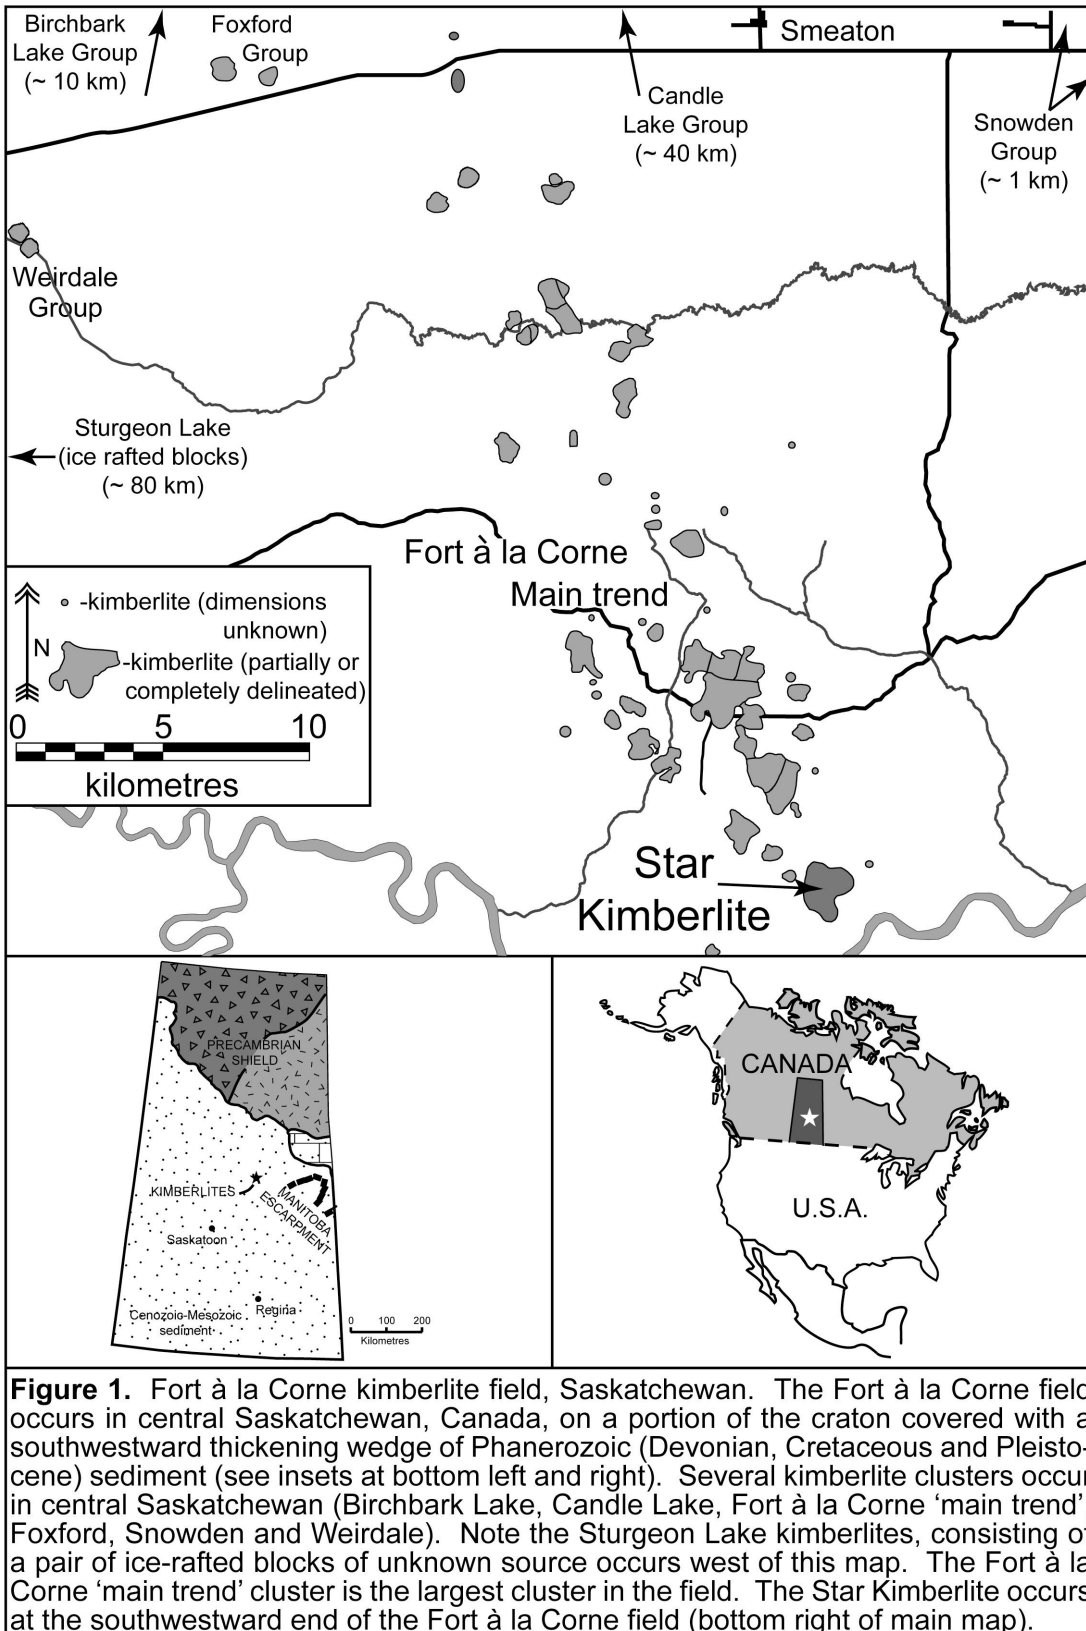 Birchbark
Lake Group
(~ 10 km)
Foxford
Group
Smeaton
Candle
Lake Group
(~ 40 km)
Snowden
Group
(~ 1 km)
Weirdale
Group
Sturgeon Lake
(ice rafted blocks)
(~ 80 km)
Fort à la Corne
Main trend
-kimberlite (dimensions
unknown)
N
-kimberlite (partially or
completely delineated)
0 5 10
kilometres
Star
Kimberlite
PRECAMBRIAN
SHIELD
KIMBERLITES
MANITOBA
ESCARPMENT
Saskatoon
Regina
Cenozoic-Mesozoic
sediment
0 100 200
Kilometres
CANADA
U.S.A.
Figure 1. Fort à la Corne kimberlite field, Saskatchewan. The Fort à la Corne field
occurs in central Saskatchewan, Canada, on a portion of the craton covered with a
southwestward thickening wedge of Phanerozoic (Devonian, Cretaceous and Pleisto-
cene) sediment (see insets at bottom left and right). Several kimberlite clusters occur
in central Saskatchewan (Birchbark Lake, Candle Lake, Fort à la Corne ‘main trend’,
Foxford, Snowden and Weirdale). Note the Sturgeon Lake kimberlites, consisting of
a pair of ice-rafted blocks of unknown source occurs west of this map. The Fort à la
Corne ‘main trend’ cluster is the largest cluster in the field. The Star Kimberlite occurs
at the southwestward end of the Fort à la Corne field (bottom right of main map).